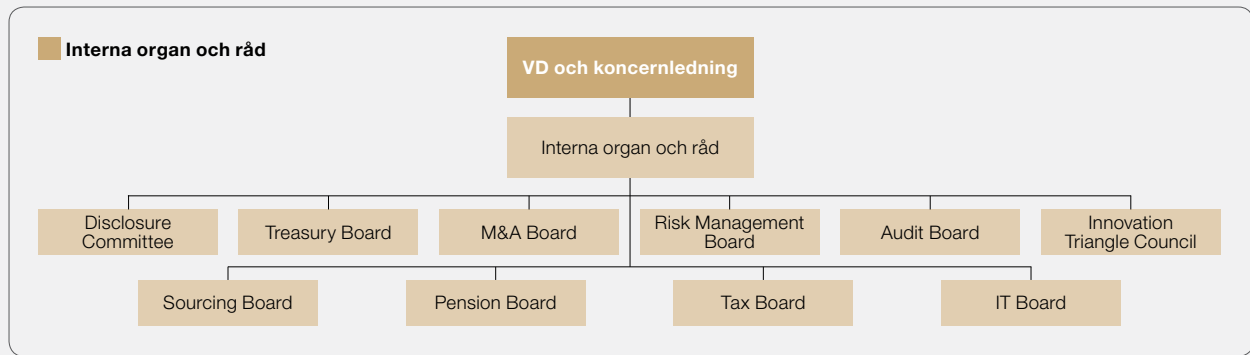 Interna organ och råd
VD och koncernledning
Interna organ och råd
Disclosure
Committee
Treasury Board
M&A Board
Risk Management
Board
Audit Board
Innovation
Triangle Council
Sourcing Board
Pension Board
Tax Board
IT Board